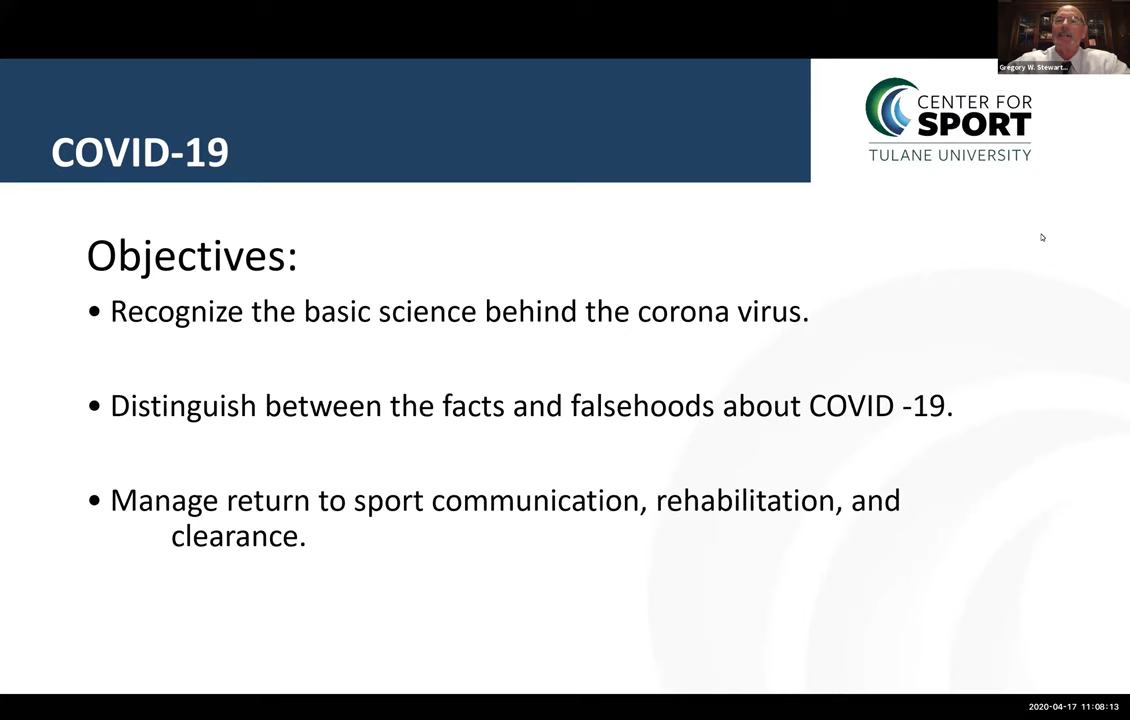 Gregory W. Stewart...
CENTER FOR
SPORT
TULANE UNIVERSITY
COVID-19
Objectives:
• Recognize the basic science behind the corona virus.
• Distinguish between the facts and falsehoods about COVID -19.
• Manage return to sport communication, rehabilitation, and
clearance.
2020-04-17 11:08:13